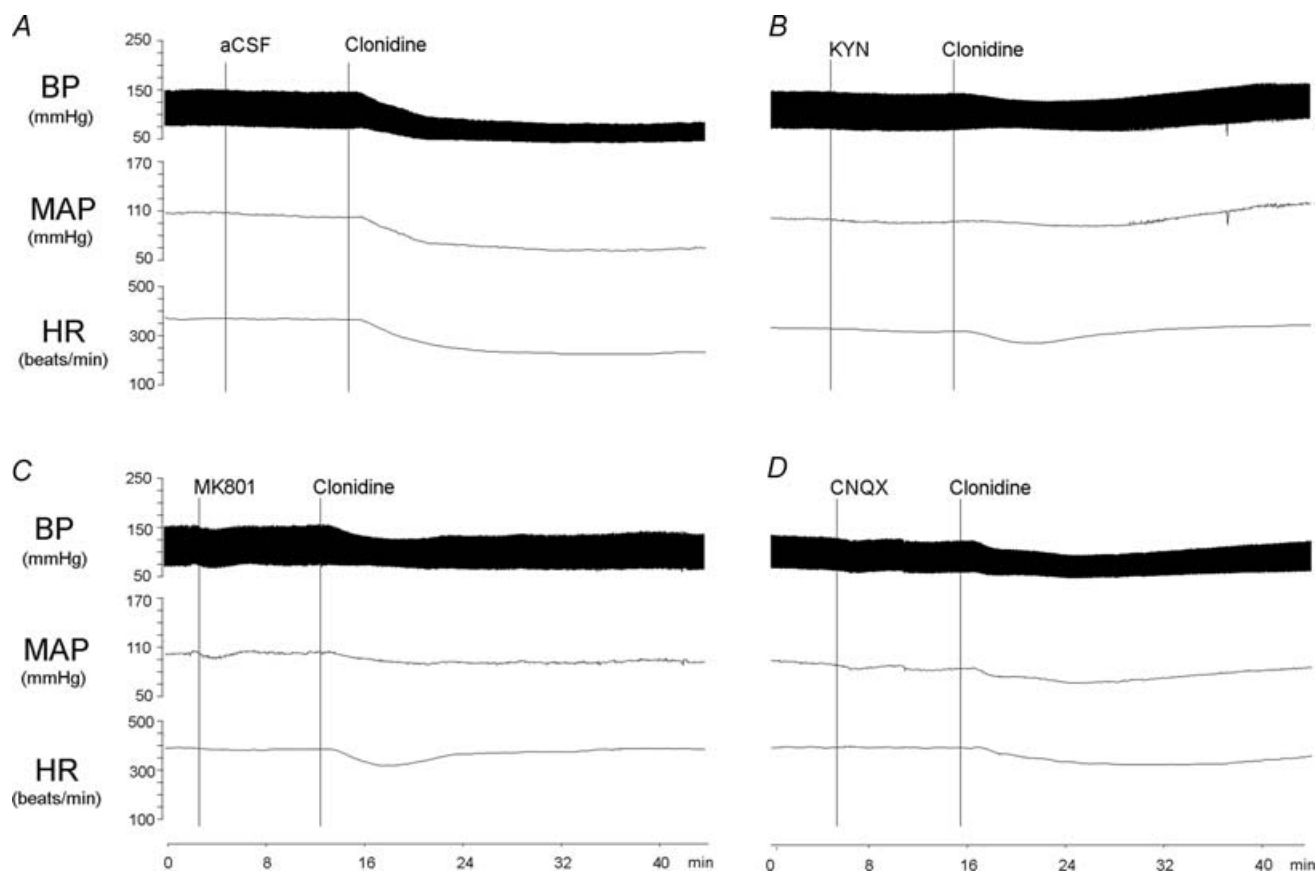 A
B
aCSF
Clonidine
KYN
Clonidine
250
BP
150
(mmHg)
50
170
MAP
110
(mmHg)
50
500
HR
300
(beats/min)
100
C
D
MK801
Clonidine
CNQX
Clonidine
250
BP
150
(mmHg)
50
170
MAP
110
(mmHg)
50
500
HR
300
(beats/min)
100
0 8 16 24 32 40 min
0 8 16 24 32 40 min